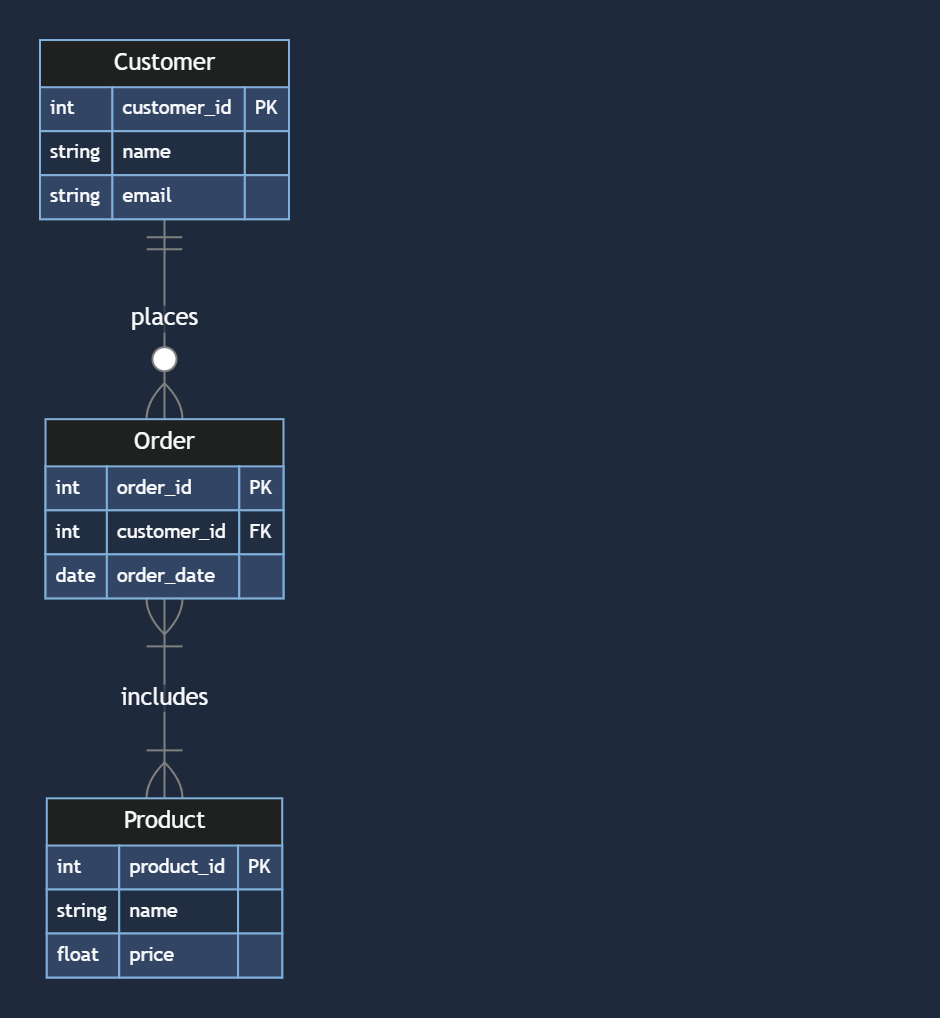 Customer
int customer_id PK
string name
string email
places
Order
int order_id PK
int customer_id FK
date order_date
includes
Product
int product_id PK
string name
float price